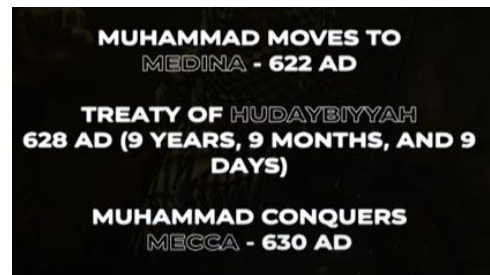 MUHAMMAD MOVES TO
MEDINA - 622 AD
TREATY OF HUDAYBIYYAH
628 AD (9 YEARS, 9 MONTHS, AND 9
DAYS)
MUHAMMAD CONQUERS
MECCA - 630 AD